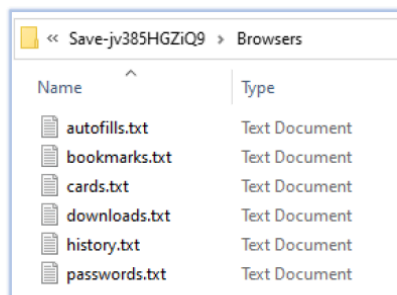 « Save-jv385HGZiQ9 > Browsers
Name Type
autofills.txt Text Document
bookmarks.txt Text Document
cards.txt Text Document
downloads.txt Text Document
history.txt Text Document
passwords.txt Text Document